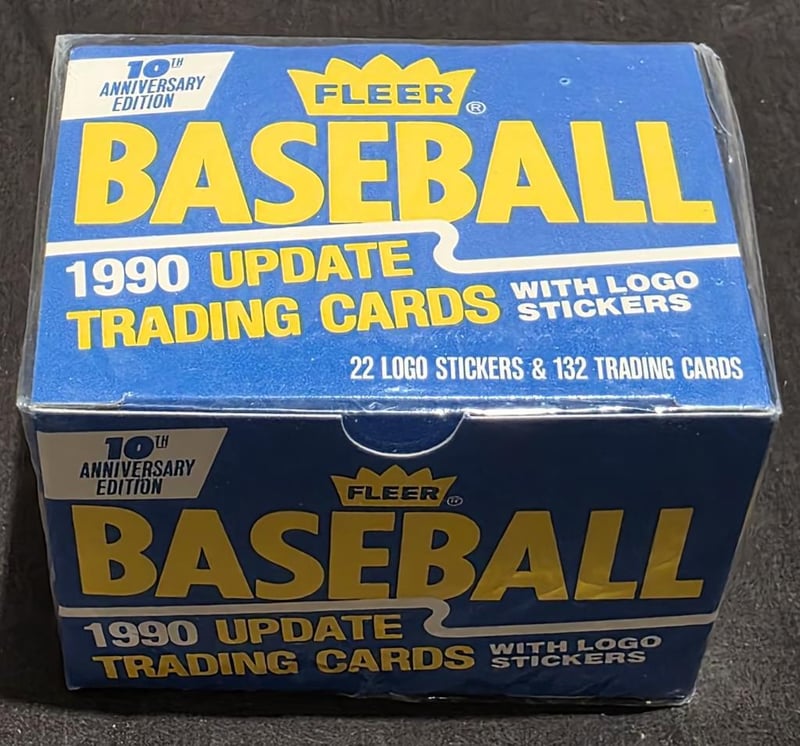 10TH
ANNIVERSARY
EDITION
FLEER®
BASEBALL
1990 UPDATE
TRADING CARDS
WITH LOGO
STICKERS
22 LOGO STICKERS & 132 TRADING CARDS
10TH
ANNIVERSARY
EDITION
FLEER®
BASEBALL
1990 UPDATE
TRADING CARDS
WITH LOGO
STICKERS